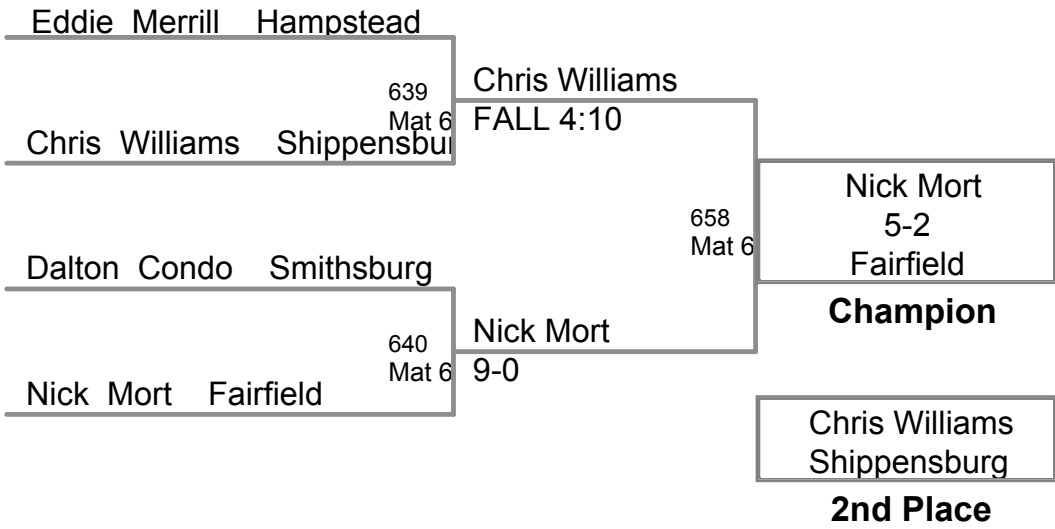 Eddie Merrill Hampstead
639
Mat 6
Chris Williams
FALL 4:10
Chris Williams Shippensbu
658
Mat 6
Nick Mort
5-2
Fairfield
Champion
Dalton Condo Smithsburg
640
Mat 6
Nick Mort
9-0
Nick Mort Fairfield
Chris Williams
Shippensburg
2nd Place